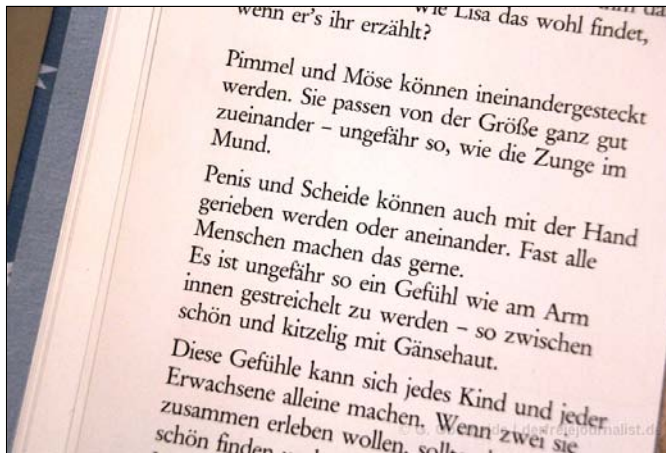 wenn er's ihr erzählt? wie Lisa das wohl findet,
Pimmel und Möse können ineinandergesteckt
werden. Sie passen von der Größe ganz gut
zueinander – ungefähr so, wie die Zunge im
Mund.
Penis und Scheide können auch mit der Hand
gerieben werden oder aneinander. Fast alle
Menschen machen das gerne.
Es ist ungefähr so ein Gefühl wie am Arm
innen gestreichelt zu werden – so zwischen
schön und kitzelig mit Gänsehaut.
Diese Gefühle kann sich jedes Kind und jeder
Erwachsene alleine machen. Wenn zwei sie
zusammen erleben wollen,
schön finden